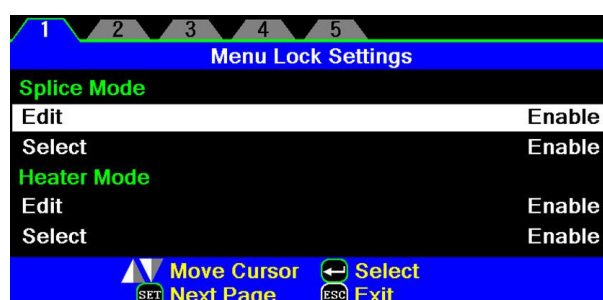 1 2 3 4 5
Menu Lock Settings
Splice Mode
Edit Enable
Select Enable
Heater Mode
Edit Enable
Select Enable
Move Cursor Select
SET Next Page ESC Exit